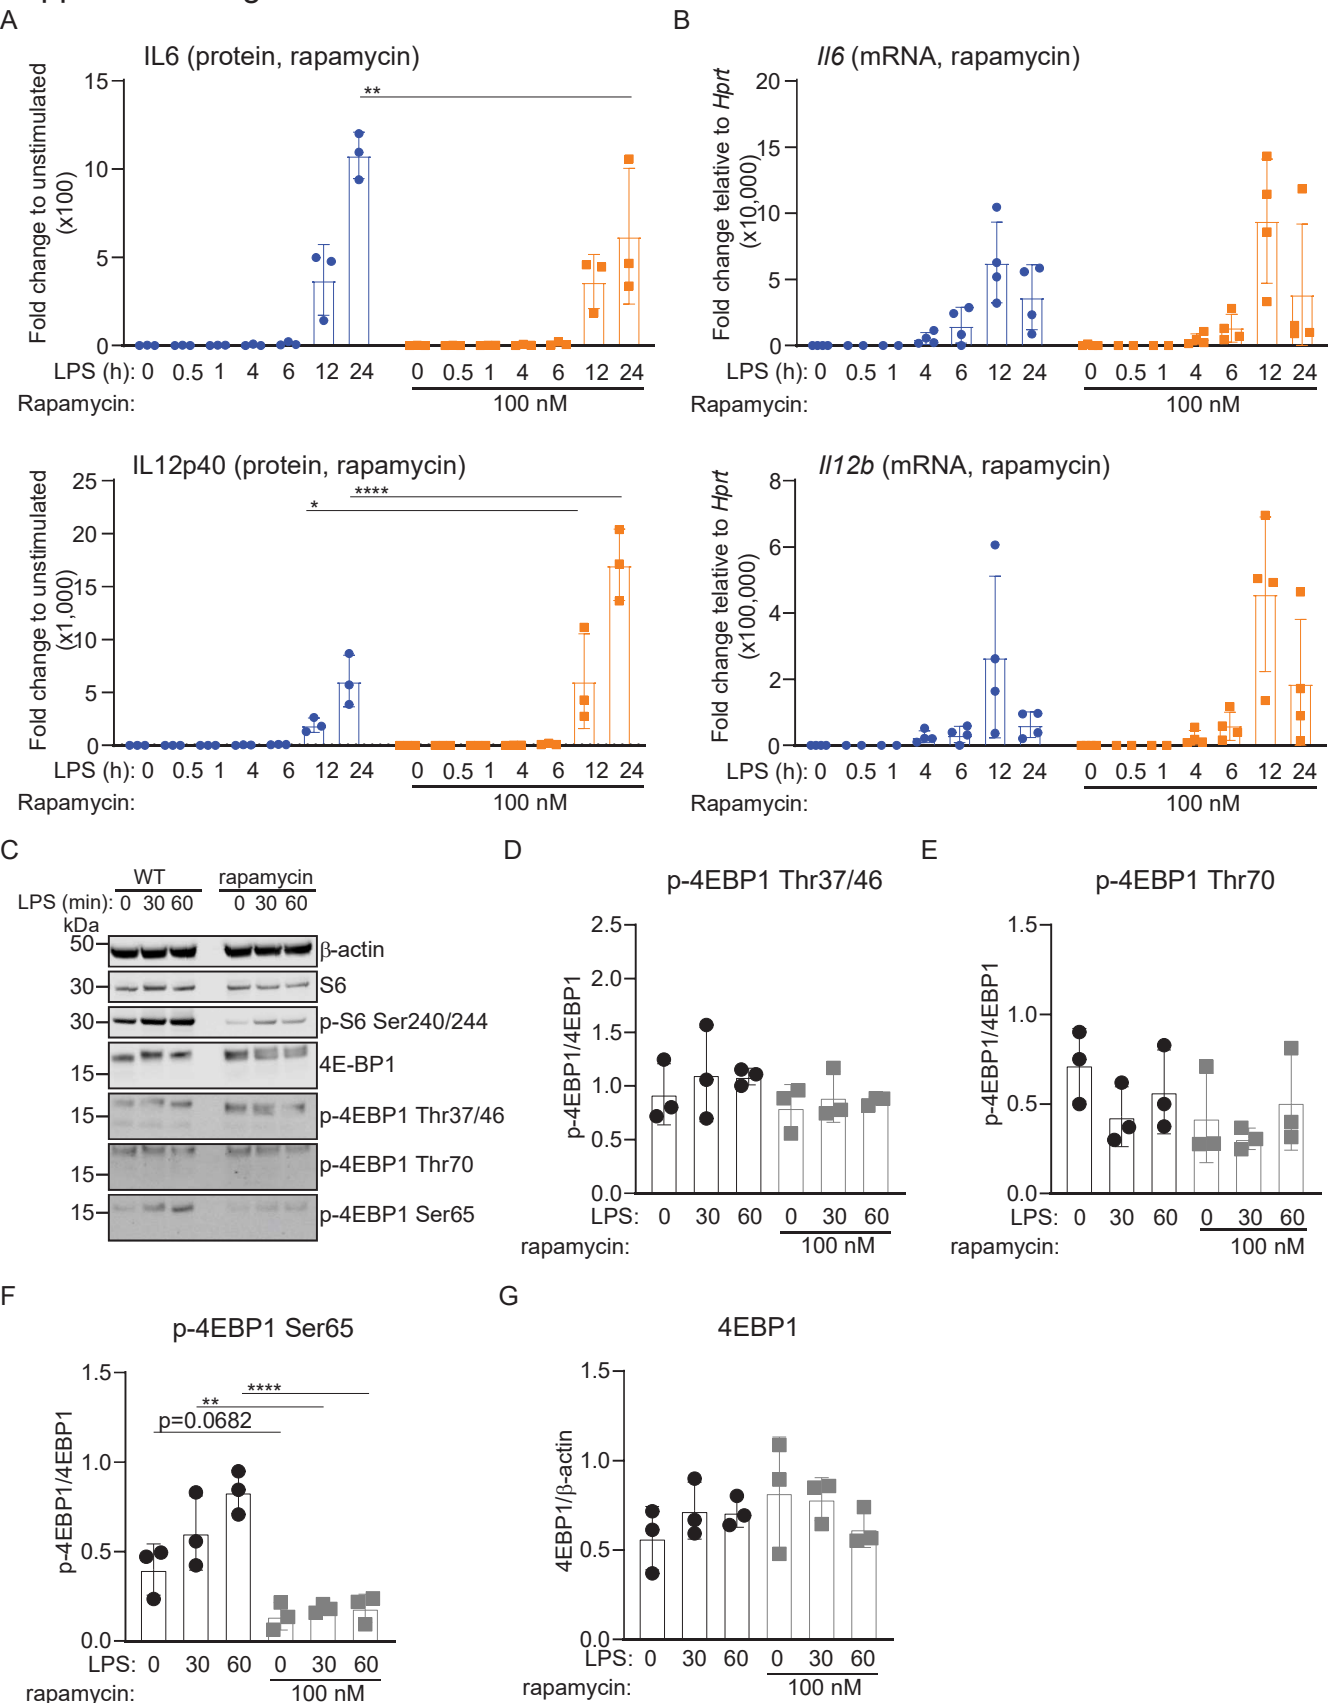 A
IL6 (protein, rapamycin)
Fold change to unstimulated
(x100)
15
10
5
0
**
LPS (h): 0 0.5 1 4 6 12 24 0 0.5 1 4 6 12 24
Rapamycin: 100 nM
B
Il6 (mRNA, rapamycin)
Fold change telative to Hprt
(x10,000)
20
15
10
5
0
LPS (h): 0 0.5 1 4 6 12 24 0 0.5 1 4 6 12 24
Rapamycin: 100 nM
IL12p40 (protein, rapamycin)
Fold change to unstimulated
(x1,000)
25
20
15
10
5
0
****
*
LPS (h): 0 0.5 1 4 6 12 24 0 0.5 1 4 6 12 24
Rapamycin: 100 nM
Il12b (mRNA, rapamycin)
Fold change telative to Hprt
(x100,000)
8
6
4
2
0
LPS (h): 0 0.5 1 4 6 12 24 0 0.5 1 4 6 12 24
Rapamycin: 100 nM
C
WT rapamycin
LPS (min): 0 30 60 0 30 60
kDa
50 β-actin
30 S6
30 p-S6 Ser240/244
15 4E-BP1
15 p-4EBP1 Thr37/46
15 p-4EBP1 Thr70
15 p-4EBP1 Ser65
D
p-4EBP1 Thr37/46
p-4EBP1/4EBP1
2.5
2.0
1.5
1.0
0.5
0.0
LPS: 0 30 60 0 30 60
rapamycin: 100 nM
E
p-4EBP1 Thr70
p-4EBP1/4EBP1
1.5
1.0
0.5
0.0
LPS: 0 30 60 0 30 60
rapamycin: 100 nM
F
p-4EBP1 Ser65
p-4EBP1/4EBP1
1.5
1.0
0.5
0.0
****
**
p=0.0682
LPS: 0 30 60 0 30 60
rapamycin: 100 nM
G
4EBP1
4EBP1/β-actin
1.5
1.0
0.5
0.0
LPS: 0 30 60 0 30 60
rapamycin: 100 nM